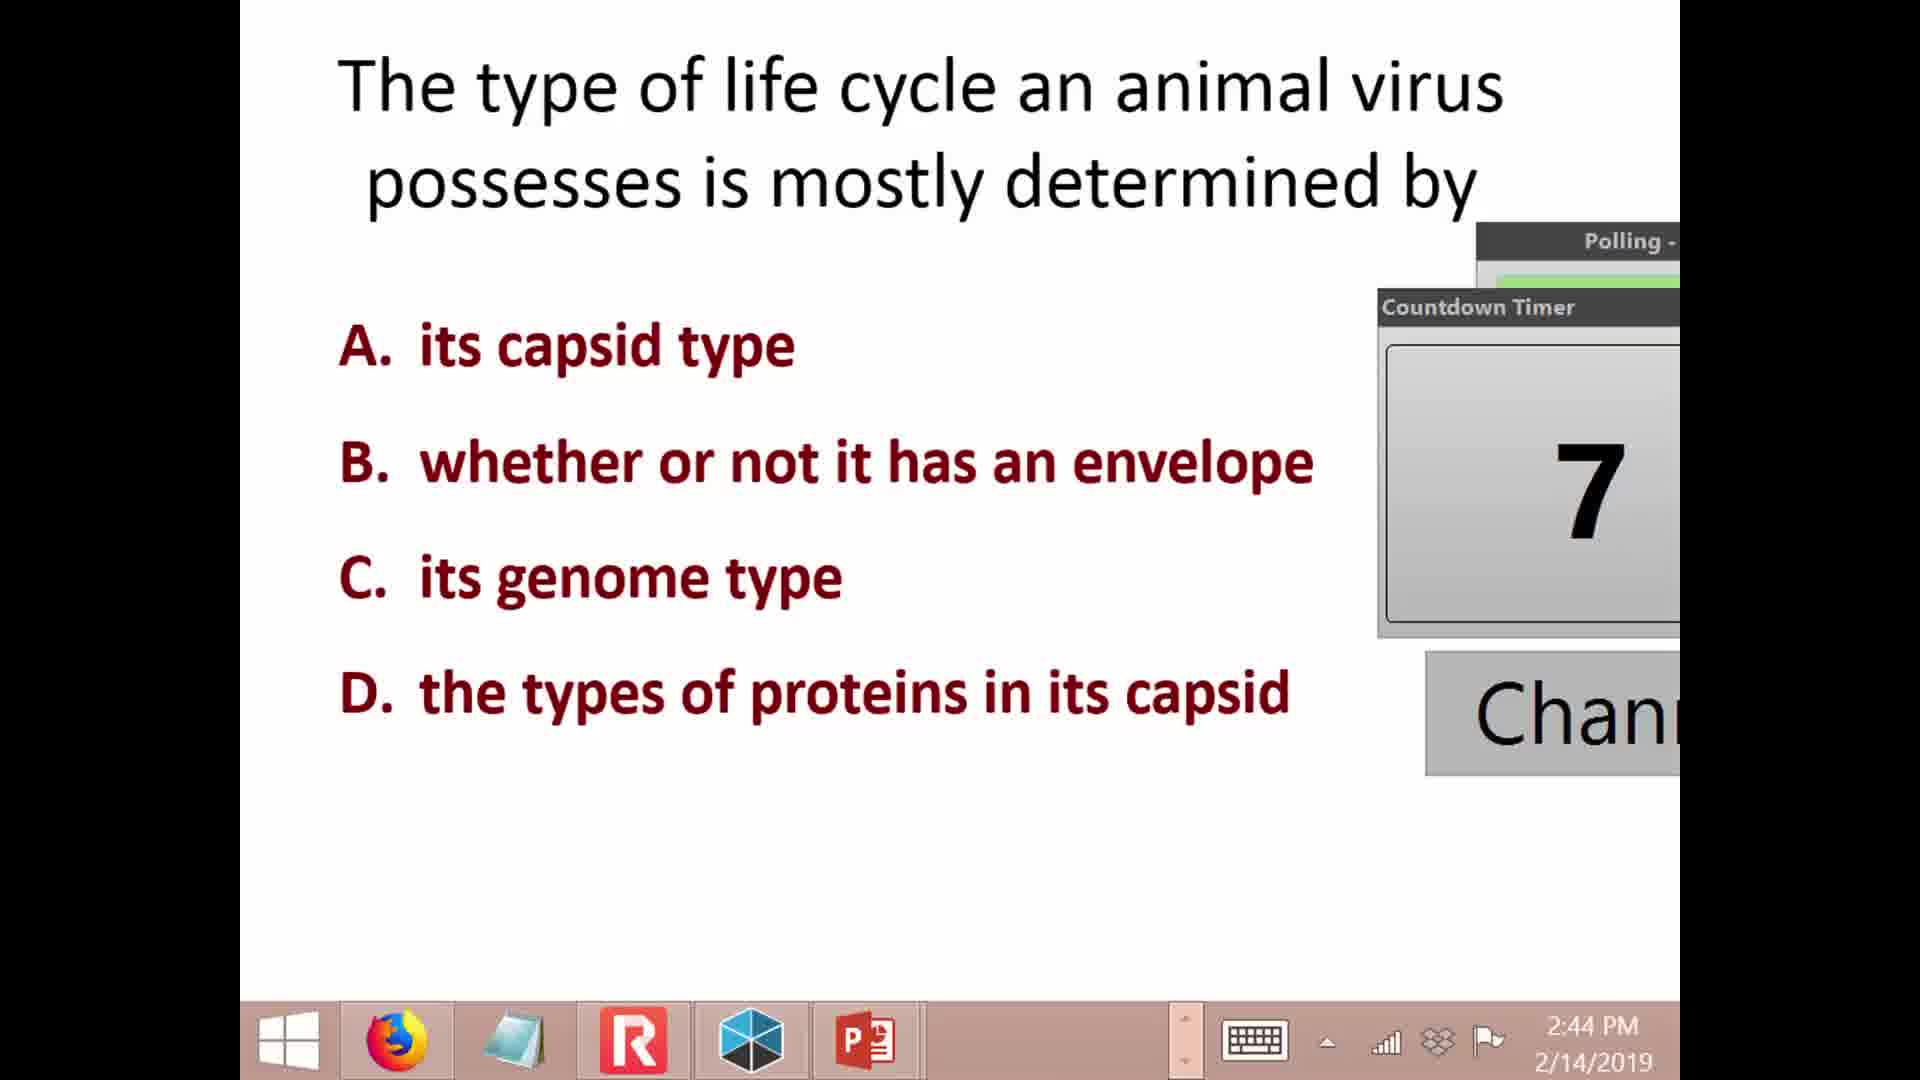 The type of life cycle an animal virus
possesses is mostly determined by
Polling -
Countdown Timer
A. its capsid type
7
B. whether or not it has an envelope
C. its genome type
D. the types of proteins in its capsid
Chan
2:44 PM
2/14/2019